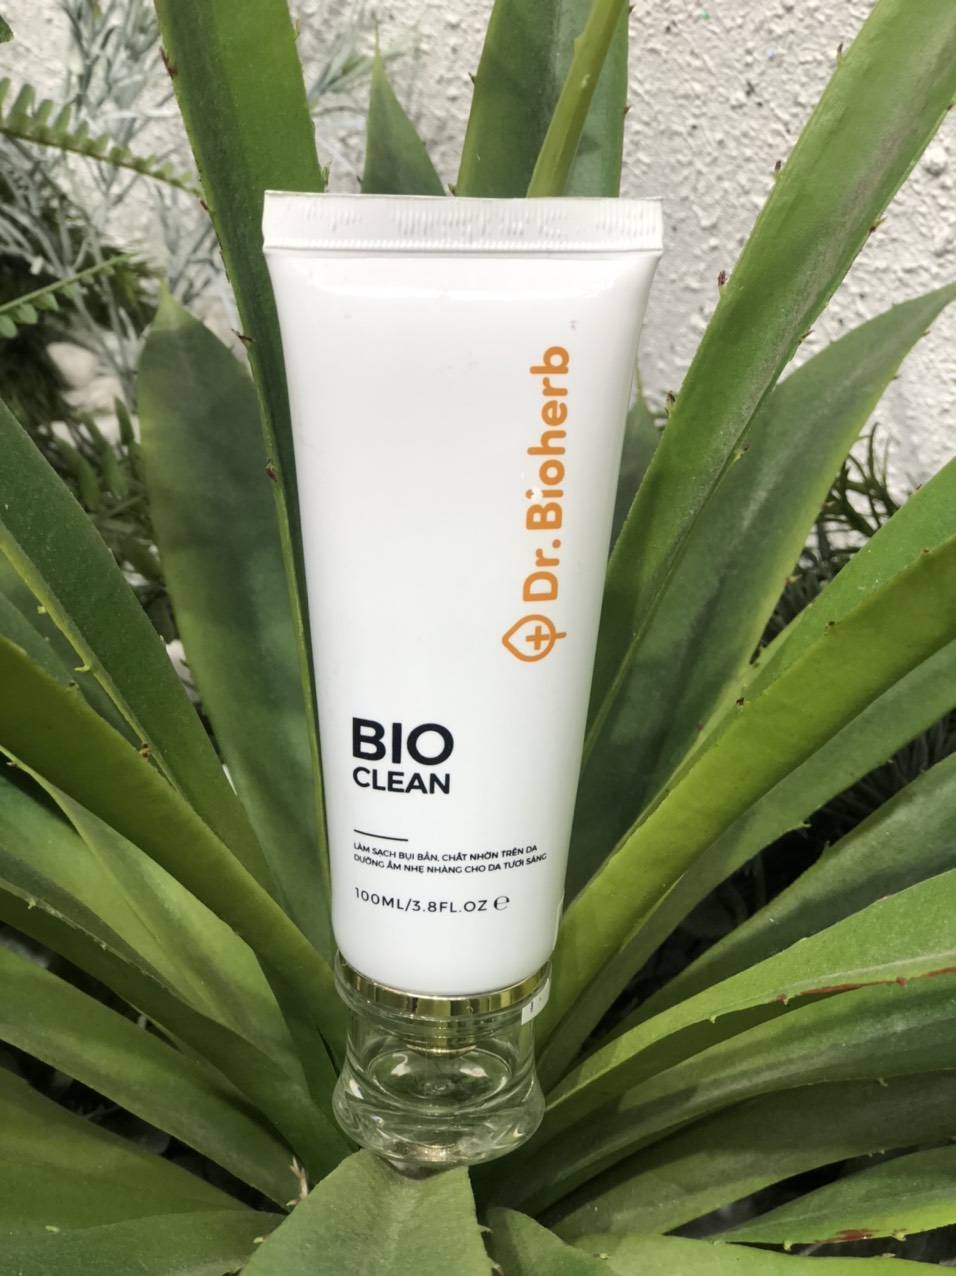 Dr. Bioherb
BIO
CLEAN
LÀM SẠCH BỤI BẨN, CHẤT NHỜN TRÊN DA
DƯỠNG ẨM NHẸ NHÀNG CHO DA TƯƠI SÁNG
100ML/3.8FL.OZ ℮